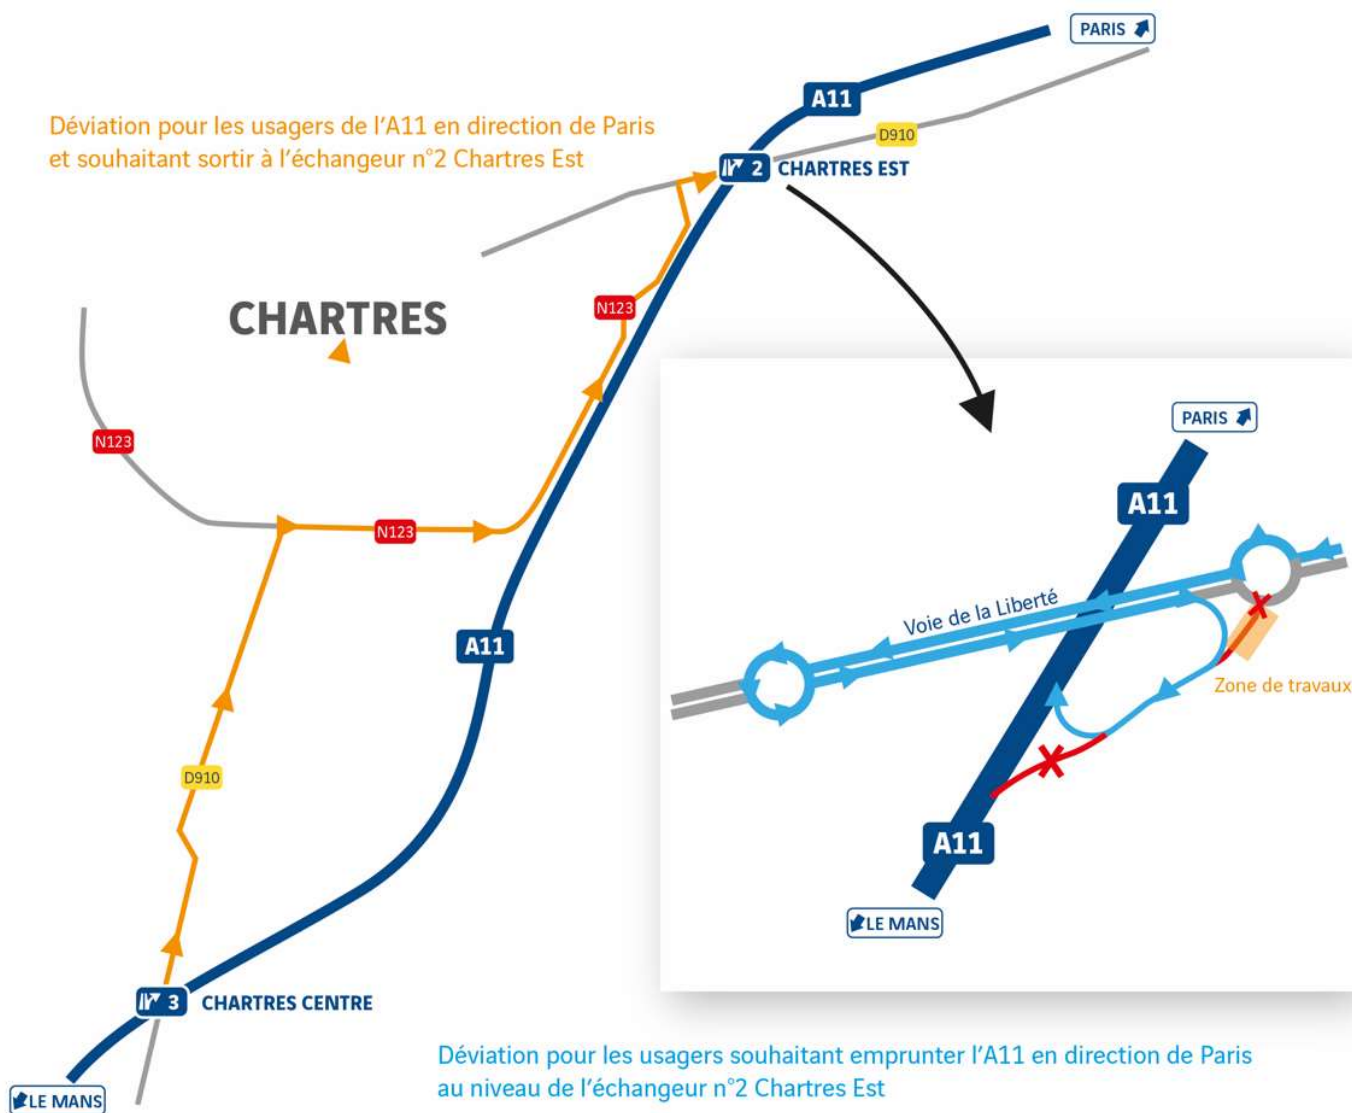 PARIS
A11
D910
Déviation pour les usagers de l'A11 en direction de Paris
et souhaitant sortir à l'échangeur n°2 Chartres Est
2 CHARTRES EST
N123
CHARTRES
N123
N123
A11
D910
3 CHARTRES CENTRE
LE MANS
PARIS
A11
Voie de la Liberté
Zone de travaux
A11
LE MANS
Déviation pour les usagers souhaitant emprunter l'A11 en direction de Paris
au niveau de l'échangeur n°2 Chartres Est